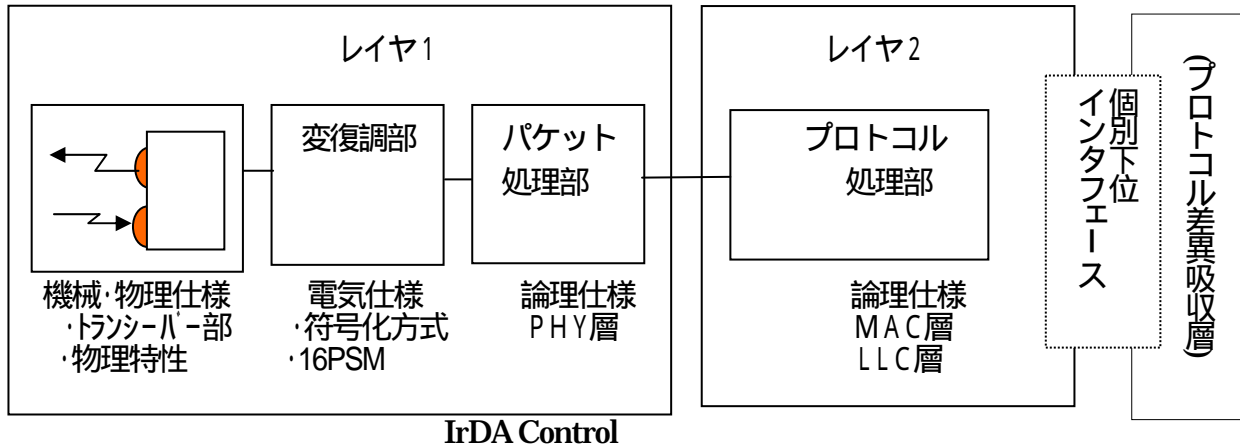 レイヤ1
変復調部
パケット
処理部
機械・物理仕様
・トランシーバー部
・物理特性
電気仕様
・符号化方式
・16PSM
論理仕様
PHY層
レイヤ2
プロトコル
処理部
論理仕様
MAC層
LLC層
個別下位
インタフェース
(プロトコル差異吸収層)
IrDA Control